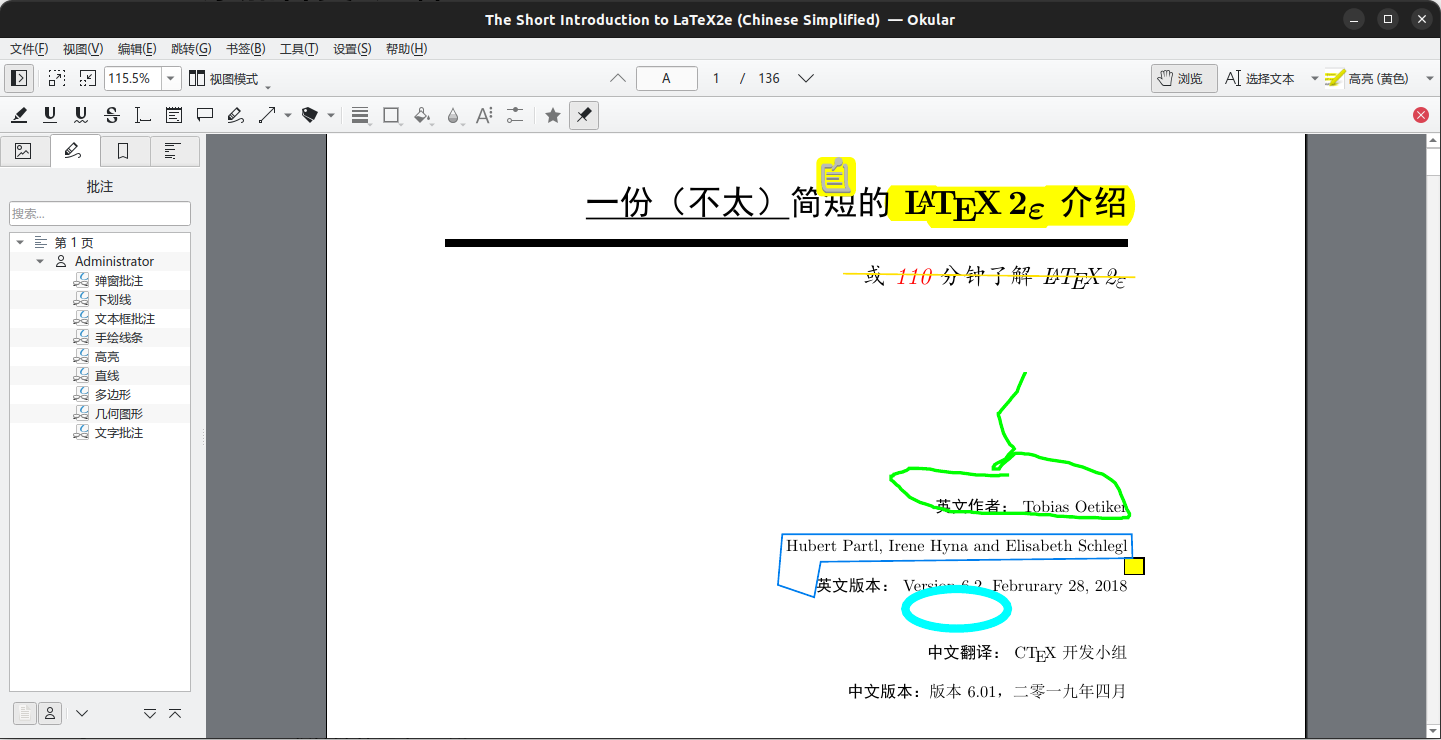 The Short Introduction to LaTeX2e (Chinese Simplified) — Okular
文件(F) 视图(V) 编辑(E) 跳转(G) 书签(B) 工具(T) 设置(S) 帮助(H)
115.5% 视图模式 A 1 / 136 浏览 选择文本 高亮 (黄色)
批注
搜索...
第 1 页
Administrator
弹窗批注
下划线
文本框批注
手绘线条
高亮
直线
多边形
几何图形
文字批注
一份（不太）简短的 LATEX 2ε 介绍
或 110 分钟了解 LATEX 2ε
英文作者： Tobias Oetiker
Hubert Partl, Irene Hyna and Elisabeth Schlegl
英文版本： Version 6.2, Februrary 28, 2018
中文翻译： CTEX 开发小组
中文版本：版本 6.01，二零一九年四月